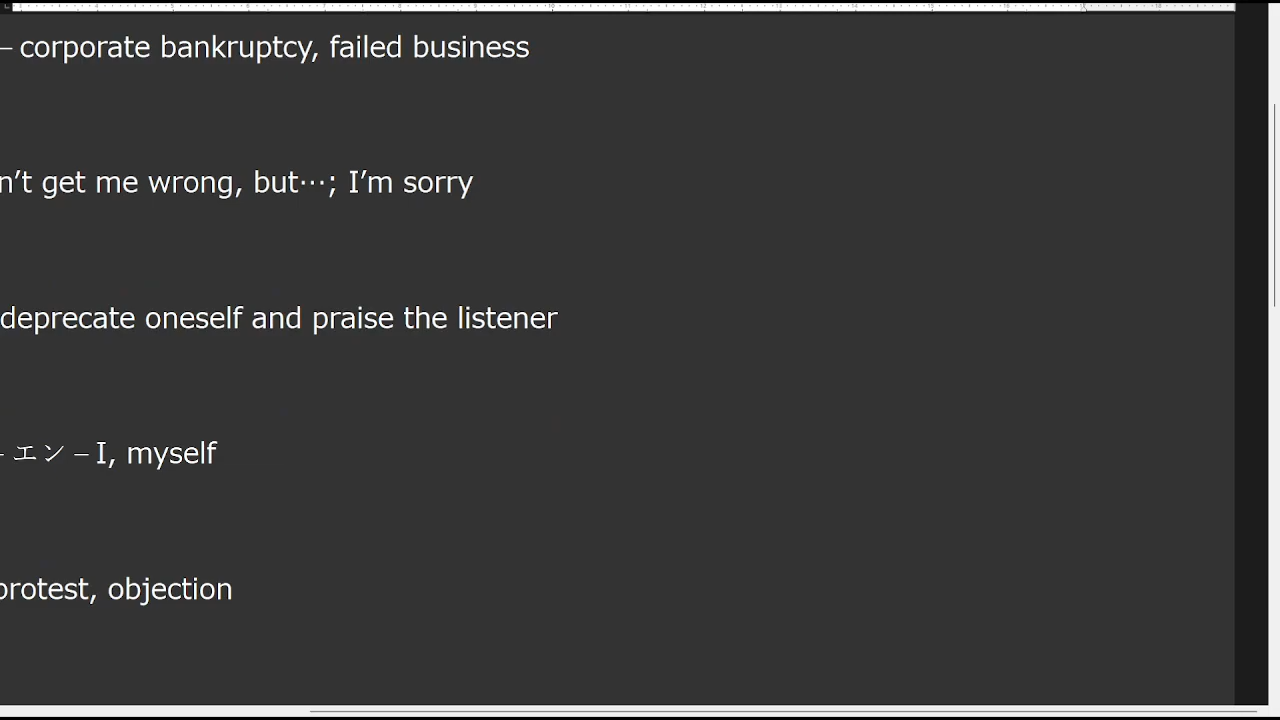 – corporate bankruptcy, failed business
n’t get me wrong, but…; I’m sorry
deprecate oneself and praise the listener
- エン – I, myself
protest, objection